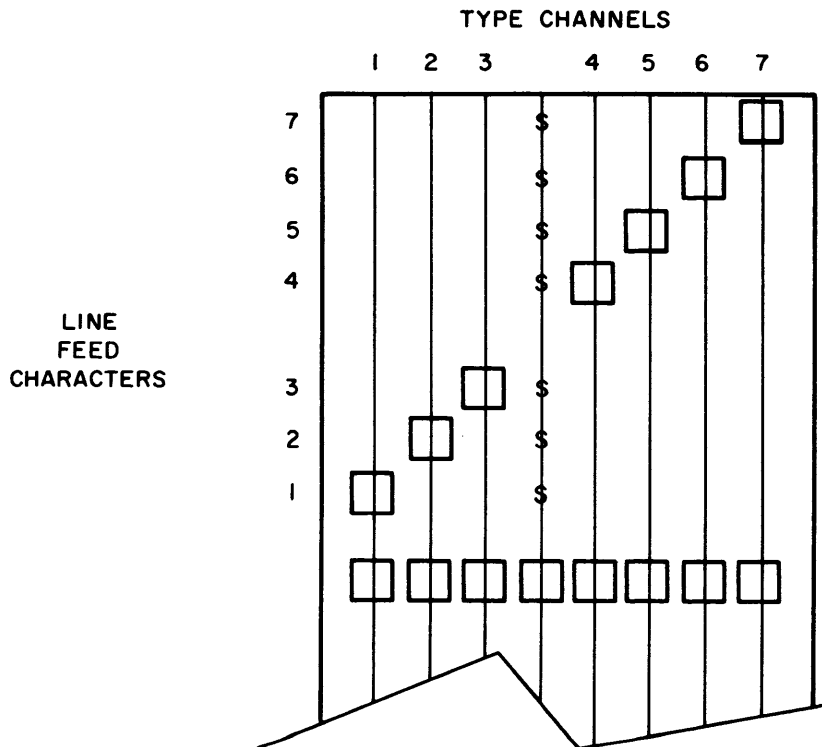 TYPE CHANNELS
1 2 3 4 5 6 7
7 $
6 $
5 $
4 $
LINE
FEED
CHARACTERS
3 $
2 $
1 $